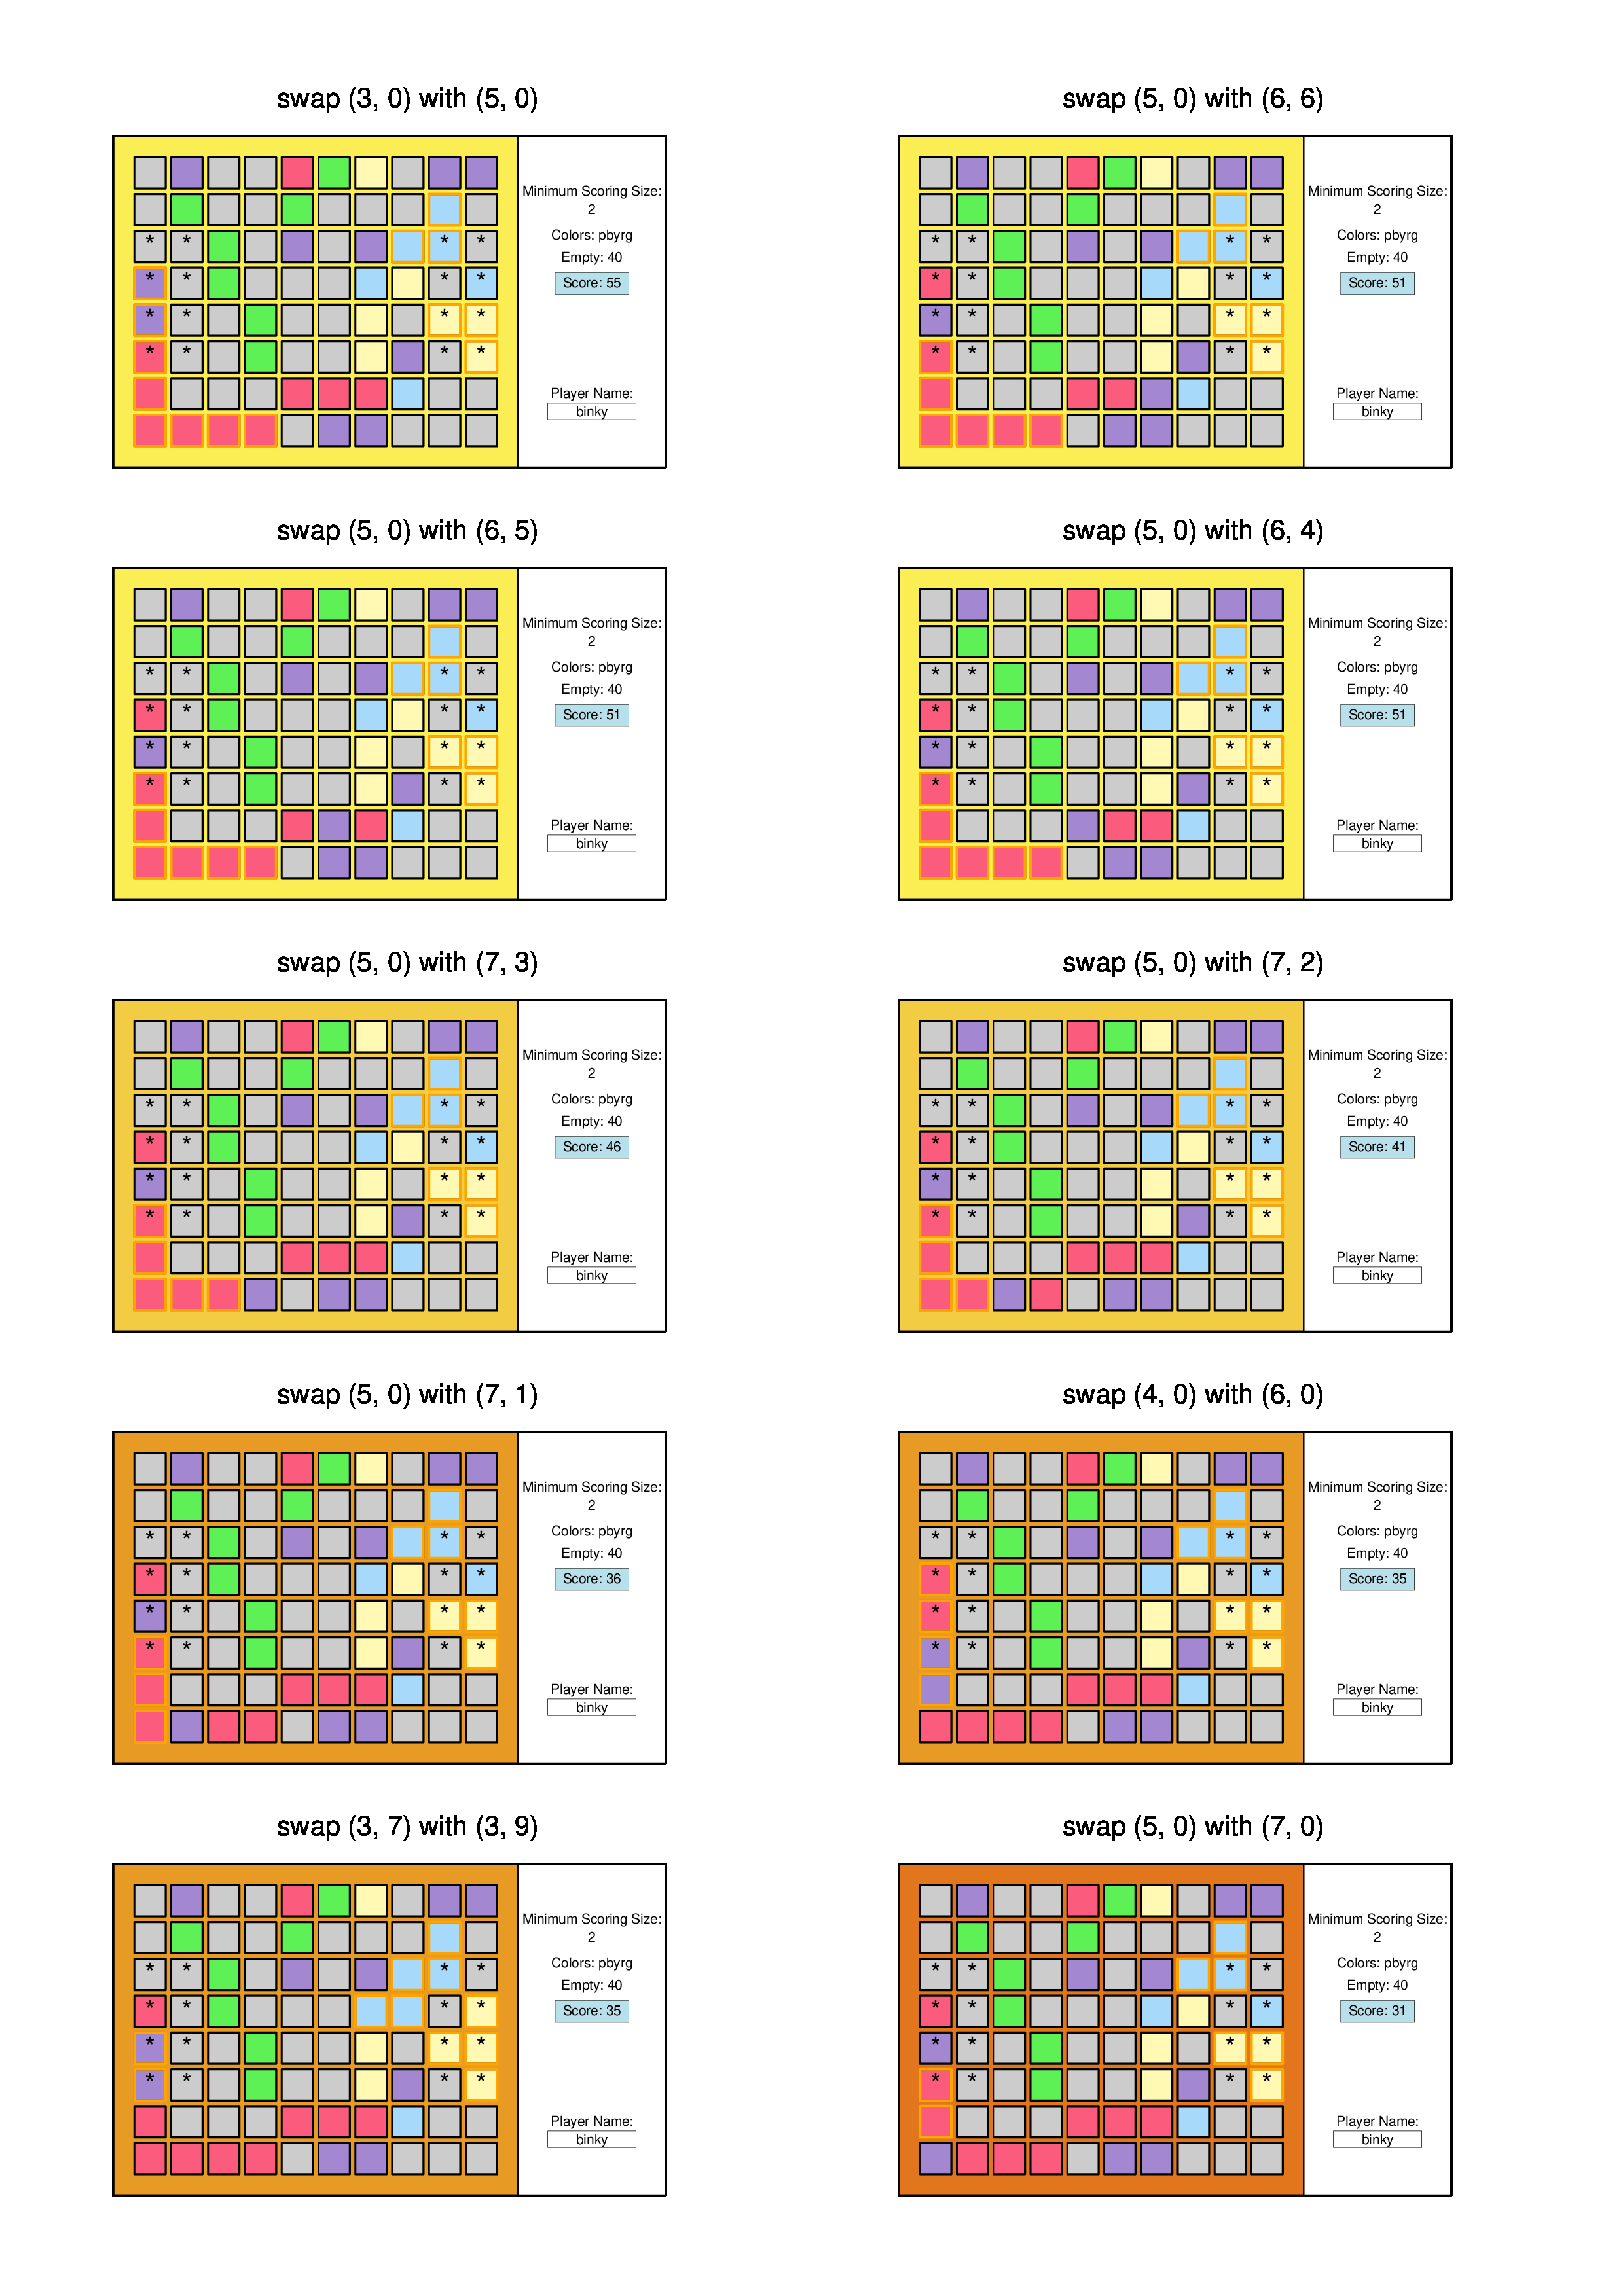 swap (3, 0) with (5, 0)
Minimum Scoring Size:
2
Colors: pbyrg
Empty: 40
Score: 55
* * * *
* * * *
* * * *
* * * *
Player Name:
binky
swap (5, 0) with (6, 6)
Minimum Scoring Size:
2
Colors: pbyrg
Empty: 40
Score: 51
* * * *
* * * *
* * * *
* * * *
Player Name:
binky
swap (5, 0) with (6, 5)
Minimum Scoring Size:
2
Colors: pbyrg
Empty: 40
Score: 51
* * * *
* * * *
* * * *
* * * *
Player Name:
binky
swap (5, 0) with (6, 4)
Minimum Scoring Size:
2
Colors: pbyrg
Empty: 40
Score: 51
* * * *
* * * *
* * * *
* * * *
Player Name:
binky
swap (5, 0) with (7, 3)
Minimum Scoring Size:
2
Colors: pbyrg
Empty: 40
Score: 46
* * * *
* * * *
* * * *
* * * *
Player Name:
binky
swap (5, 0) with (7, 2)
Minimum Scoring Size:
2
Colors: pbyrg
Empty: 40
Score: 41
* * * *
* * * *
* * * *
* * * *
Player Name:
binky
swap (5, 0) with (7, 1)
Minimum Scoring Size:
2
Colors: pbyrg
Empty: 40
Score: 36
* * * *
* * * *
* * * *
* * * *
Player Name:
binky
swap (4, 0) with (6, 0)
Minimum Scoring Size:
2
Colors: pbyrg
Empty: 40
Score: 35
* * * *
* * * *
* * * *
* * * *
Player Name:
binky
swap (3, 7) with (3, 9)
Minimum Scoring Size:
2
Colors: pbyrg
Empty: 40
Score: 35
* * * *
* * * *
* * * *
* * * *
Player Name:
binky
swap (5, 0) with (7, 0)
Minimum Scoring Size:
2
Colors: pbyrg
Empty: 40
Score: 31
* * * *
* * * *
* * * *
* * * *
Player Name:
binky